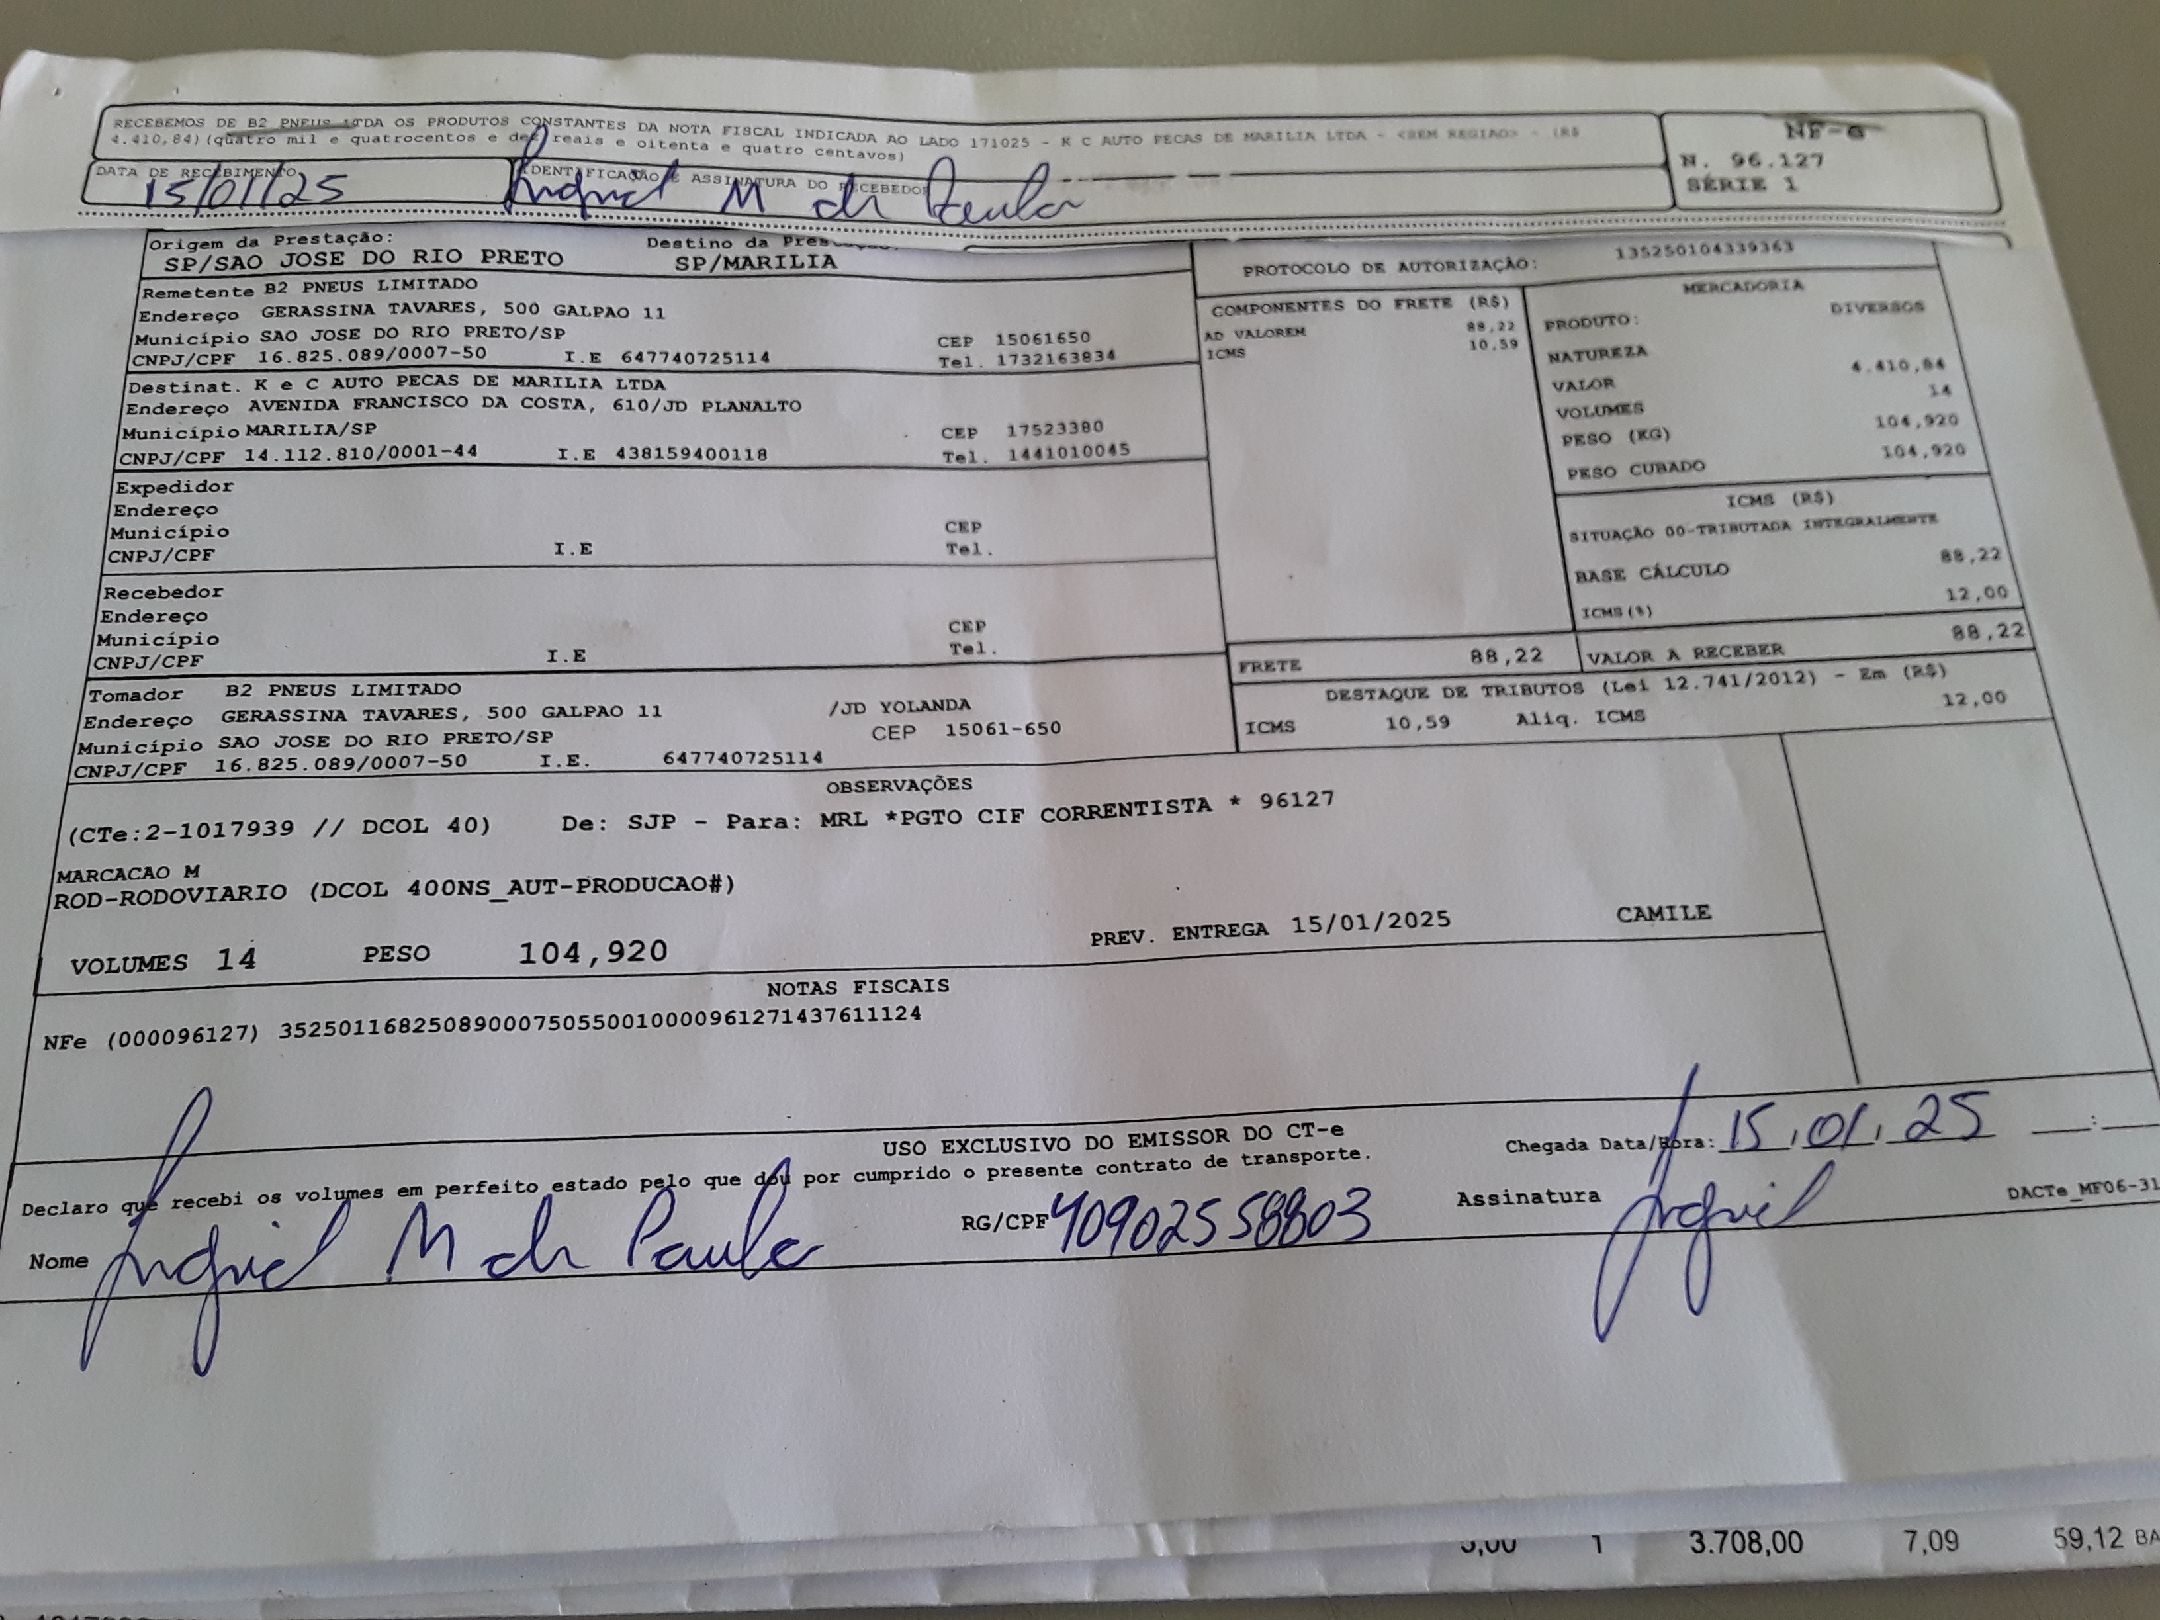 RECEBEMOS DE B2 PNEUS LTDA OS PRODUTOS CONSTANTES DA NOTA FISCAL INDICADA AO LADO 171025 - K C AUTO PECAS DE MARILIA LTDA - <SEM REGIAO> - (R$
4.410,84) (quatro mil e quatrocentos e dez reais e oitenta e quatro centavos)
NF-e
N. 96.127
SÉRIE 1
DATA DE RECEBIMENTO
15/01/25
IDENTIFICAÇÃO E ASSINATURA DO RECEBEDOR
Ingrid M de Paula
Origem da Prestação:
SP/SAO JOSE DO RIO PRETO
Destino da
SP/MARILIA
PROTOCOLO DE AUTORIZAÇÃO: 135250104339363
Remetente B2 PNEUS LIMITADO
Endereço GERASSINA TAVARES, 500 GALPAO 11
Município SAO JOSE DO RIO PRETO/SP CEP 15061650
CNPJ/CPF 16.825.089/0007-50 I.E 647740725114 Tel. 1732163834
Destinat. K e C AUTO PECAS DE MARILIA LTDA
Endereço AVENIDA FRANCISCO DA COSTA, 610/JD PLANALTO
Município MARILIA/SP CEP 17523380
CNPJ/CPF 14.112.810/0001-44 I.E 438159400118 Tel. 1441010045
Expedidor
Endereço
Município CEP
CNPJ/CPF I.E Tel.
Recebedor
Endereço
Município CEP
CNPJ/CPF I.E Tel.
Tomador B2 PNEUS LIMITADO
Endereço GERASSINA TAVARES, 500 GALPAO 11 /JD YOLANDA
Município SAO JOSE DO RIO PRETO/SP CEP 15061-650
CNPJ/CPF 16.825.089/0007-50 I.E. 647740725114
COMPONENTES DO FRETE (R$)
AD VALOREM 88,22
ICMS 10,59
MERCADORIA
PRODUTO: DIVERSOS
NATUREZA
VALOR 4.410,84
VOLUMES 14
PESO (KG) 104,920
PESO CUBADO 104,920
ICMS (R$)
SITUAÇÃO 00-TRIBUTADA INTEGRALMENTE
BASE CÁLCULO 88,22
ICMS(%) 12,00
FRETE 88,22
VALOR A RECEBER 88,22
DESTAQUE DE TRIBUTOS (Lei 12.741/2012) - Em (R$)
ICMS 10,59 Aliq. ICMS 12,00
OBSERVAÇÕES
(CTe:2-1017939 // DCOL 40) De: SJP - Para: MRL *PGTO CIF CORRENTISTA * 96127
MARCACAO M
ROD-RODOVIARIO (DCOL 400NS_AUT-PRODUCAO#)
VOLUMES 14 PESO 104,920 PREV. ENTREGA 15/01/2025 CAMILE
NOTAS FISCAIS
NFe (000096127) 35250116825089000750550010000961271437611124
USO EXCLUSIVO DO EMISSOR DO CT-e
Declaro que recebi os volumes em perfeito estado pelo que dou por cumprido o presente contrato de transporte.
Chegada Data/Hora: 15.01.25 __:__
Nome Ingrid M de Paula RG/CPF 40902558803 Assinatura Ingrid
DACTe_MF06-31
1 3.708,00 7,09 59,12 BA